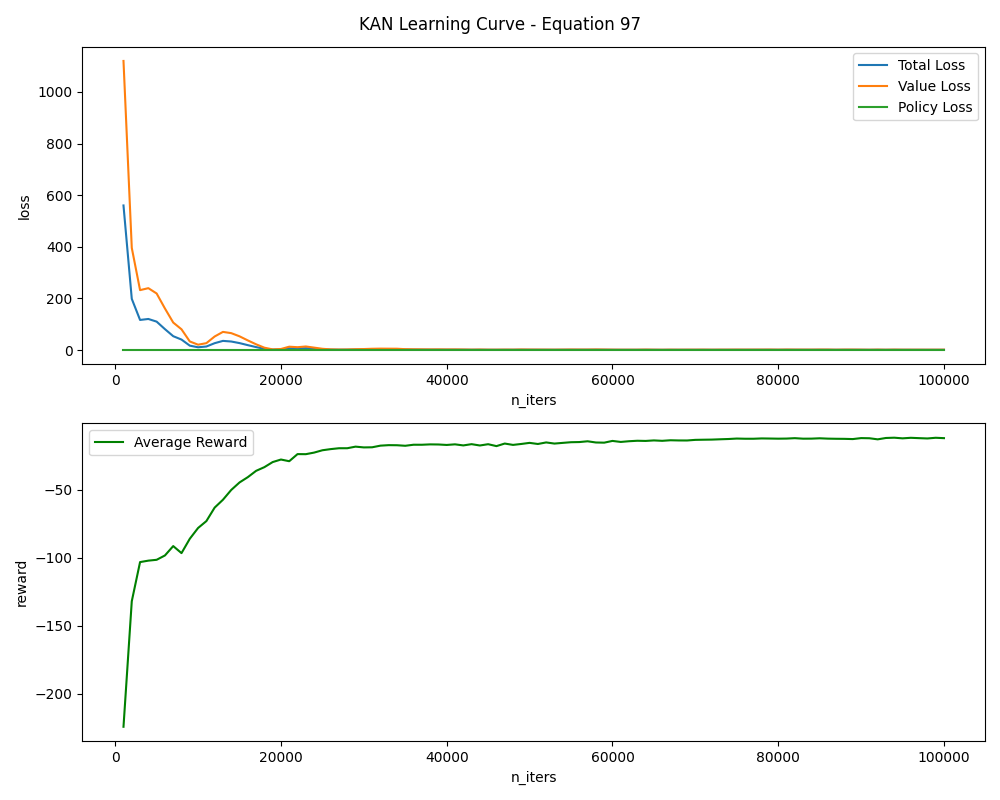 KAN Learning Curve - Equation 97
Total Loss
Value Loss
Policy Loss
loss
1000
800
600
400
200
0
0 20000 40000 60000 80000 100000
n_iters
Average Reward
reward
−50
−100
−150
−200
0 20000 40000 60000 80000 100000
n_iters